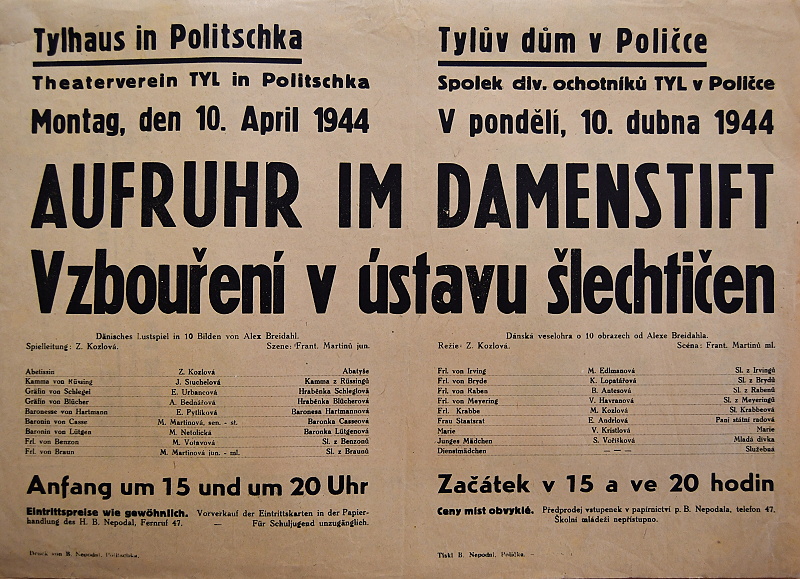 Tylhaus in Politschka
Theaterverein TYL in Politschka
Montag, den 10. April 1944
Tylův dům v Poličce
Spolek div. ochotníků TYL v Poličce
V pondělí, 10. dubna 1944
AUFRUHR IM DAMENSTIFT
Vzbouření v ústavu šlechtičen
Dänisches Lustspiel in 10 Bilden von Alex Breidahl.
Spielleitung: Z. Kozlová. Szene: Frant. Martinů jun.
Abetissin Z. Kozlová Abatyše
Kamma von Rüssing J. Stuchelová Kamma z Rüssingů
Gräfin von Schlegel E. Urbancová Hraběnka Schleglová
Gräfin von Blücher A. Bednářová Hraběnka Blücherová
Baronesse von Hartmann E. Pytlíková Baronesa Hartmannová
Baronin von Casse M. Martinová, sen. - st. Baronka Casseová
Baronin von Lütgen M. Netolická Baronka Lütgenová
Frl. von Benzon M. Votavová Sl. z Benzonů
Frl. von Braun M. Martinová jun. - ml. Sl. z Braunů
Anfang um 15 und um 20 Uhr
Eintrittspreise wie gewöhnlich. Vorverkauf der Eintrittskarten in der Papier-
handlung des H. B. Nepodal, Fernruf 47. — Für Schuljugend unzugänglich.
Druck von B. Nepodal, Politschka.
Dánská veselohra o 10 obrazech od Alexe Breidahla.
Režie: Z. Kozlová. Scéna: Frant. Martinů ml.
Frl. von Irving M. Edlmanová Sl. z Irvingů
Frl. von Bryde K. Lopatářová Sl. z Brydů
Frl. von Raben B. Aatesová Sl. z Rabenů
Frl. von Meyering V. Havranová Sl. z Meyeringů
Frl. Krabbe M. Kozlová Sl. Krabbeová
Frau Staatsrat E. Andrlová Paní státní radová
Marie V. Kristlová Marie
Junges Mädchen S. Voříšková Mladá dívka
Dienstmädchen — — — Služebná
Začátek v 15 a ve 20 hodin
Ceny míst obvyklé. Předprodej vstupenek v papírnictví p. B. Nepodala, telefon 47.
Školní mládeži nepřístupno.
Tiskl B. Nepodal, Polička. —